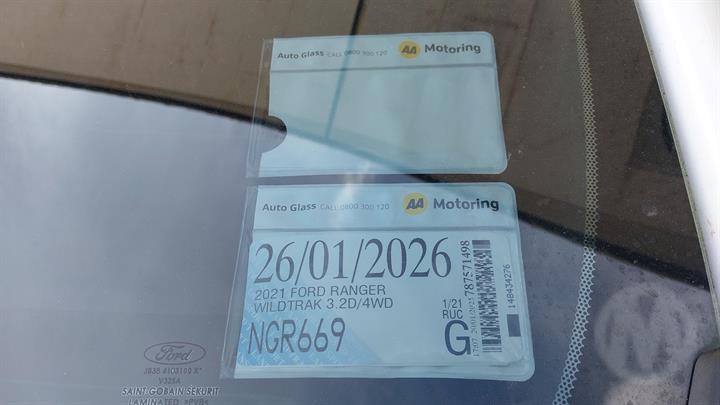 Auto Glass CALL 0800 300 120 AA Motoring
Auto Glass CALL 0800 300 120 AA Motoring
26/01/2026
2021 FORD RANGER
WILDTRAK 3.2D/4WD
NGR669
1/21
RUC
G
787571498
148434276
Ford
SAINT-GOBAIN SEKURIT
LAMINATED